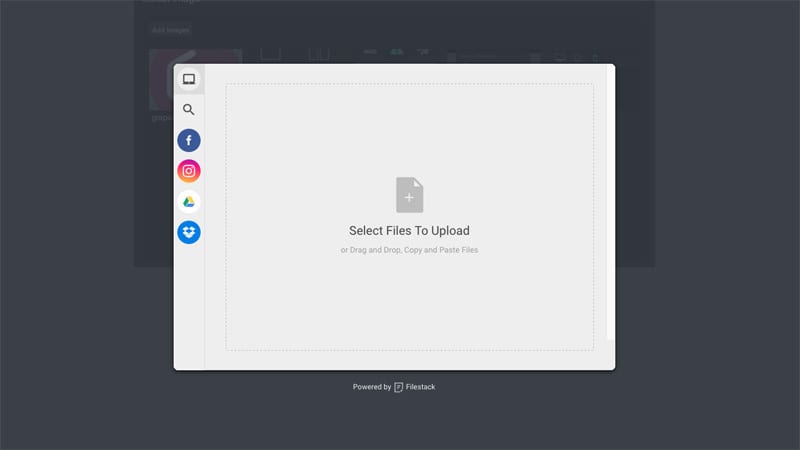 Add images
Select Files To Upload
or Drag and Drop, Copy and Paste Files
Powered by Filestack